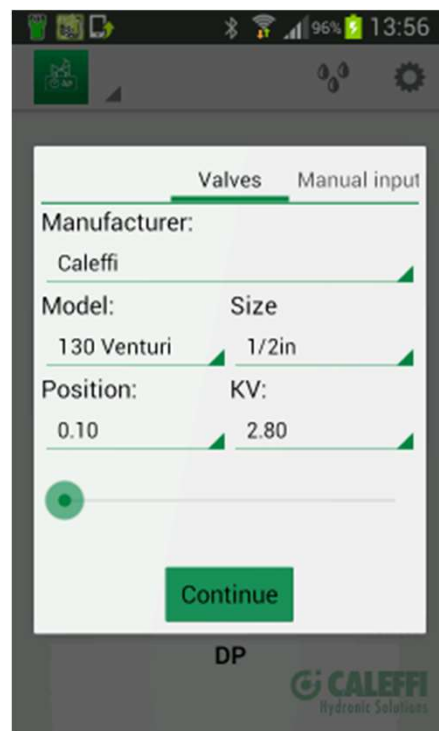 96% 13:56
Valves Manual input
Manufacturer:
Caleffi
Model: Size
130 Venturi 1/2in
Position: KV:
0.10 2.80
Continue
DP
CALEFFI
Hydronic Solutions